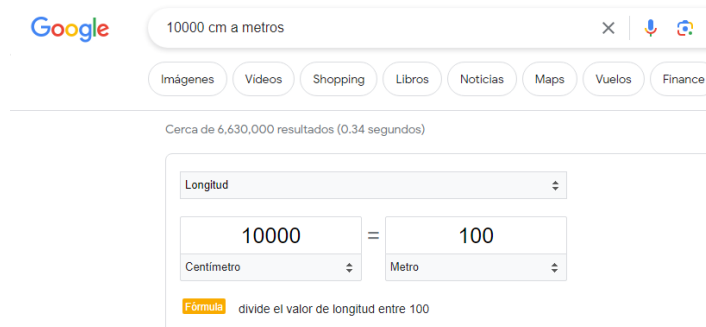 Google 10000 cm a metros
Imágenes Vídeos Shopping Libros Noticias Maps Vuelos Finance
Cerca de 6,630,000 resultados (0.34 segundos)
Longitud
10000 = 100
Centímetro Metro
Fórmula divide el valor de longitud entre 100